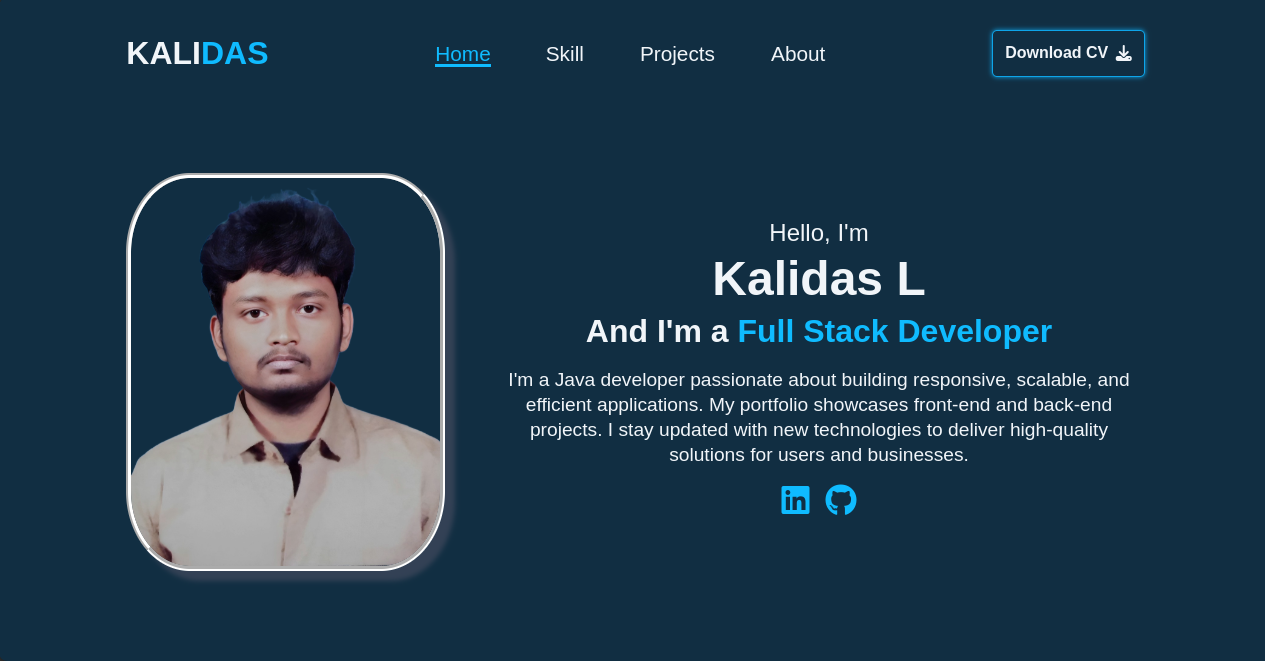 KALIDAS
Home
Skill
Projects
About
Download CV
Hello, I'm
Kalidas L
And I'm a Full Stack Developer
I'm a Java developer passionate about building responsive, scalable, and
efficient applications. My portfolio showcases front-end and back-end
projects. I stay updated with new technologies to deliver high-quality
solutions for users and businesses.